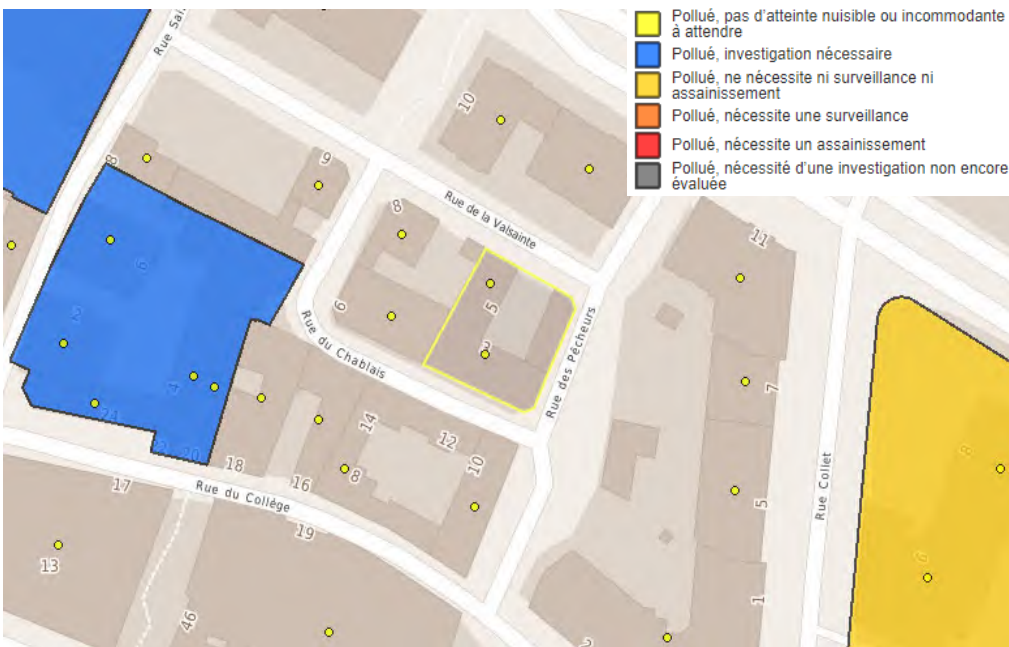 Pollué, pas d'atteinte nuisible ou incommodante
à attendre
Pollué, investigation nécessaire
Pollué, ne nécessite ni surveillance ni
assainissement
Pollué, nécessite une surveillance
Pollué, nécessite un assainissement
Pollué, nécessité d'une investigation non encore
évaluée
10
9
8
8
Rue de la Valsainte
11
6
2
6
5
3
Rue du Chablais
Rue des Pêcheurs
7
4
24
20
18
14
12
10
8
16
17
Rue du Collège
19
Rue Collet
5
13
46
1
8
6